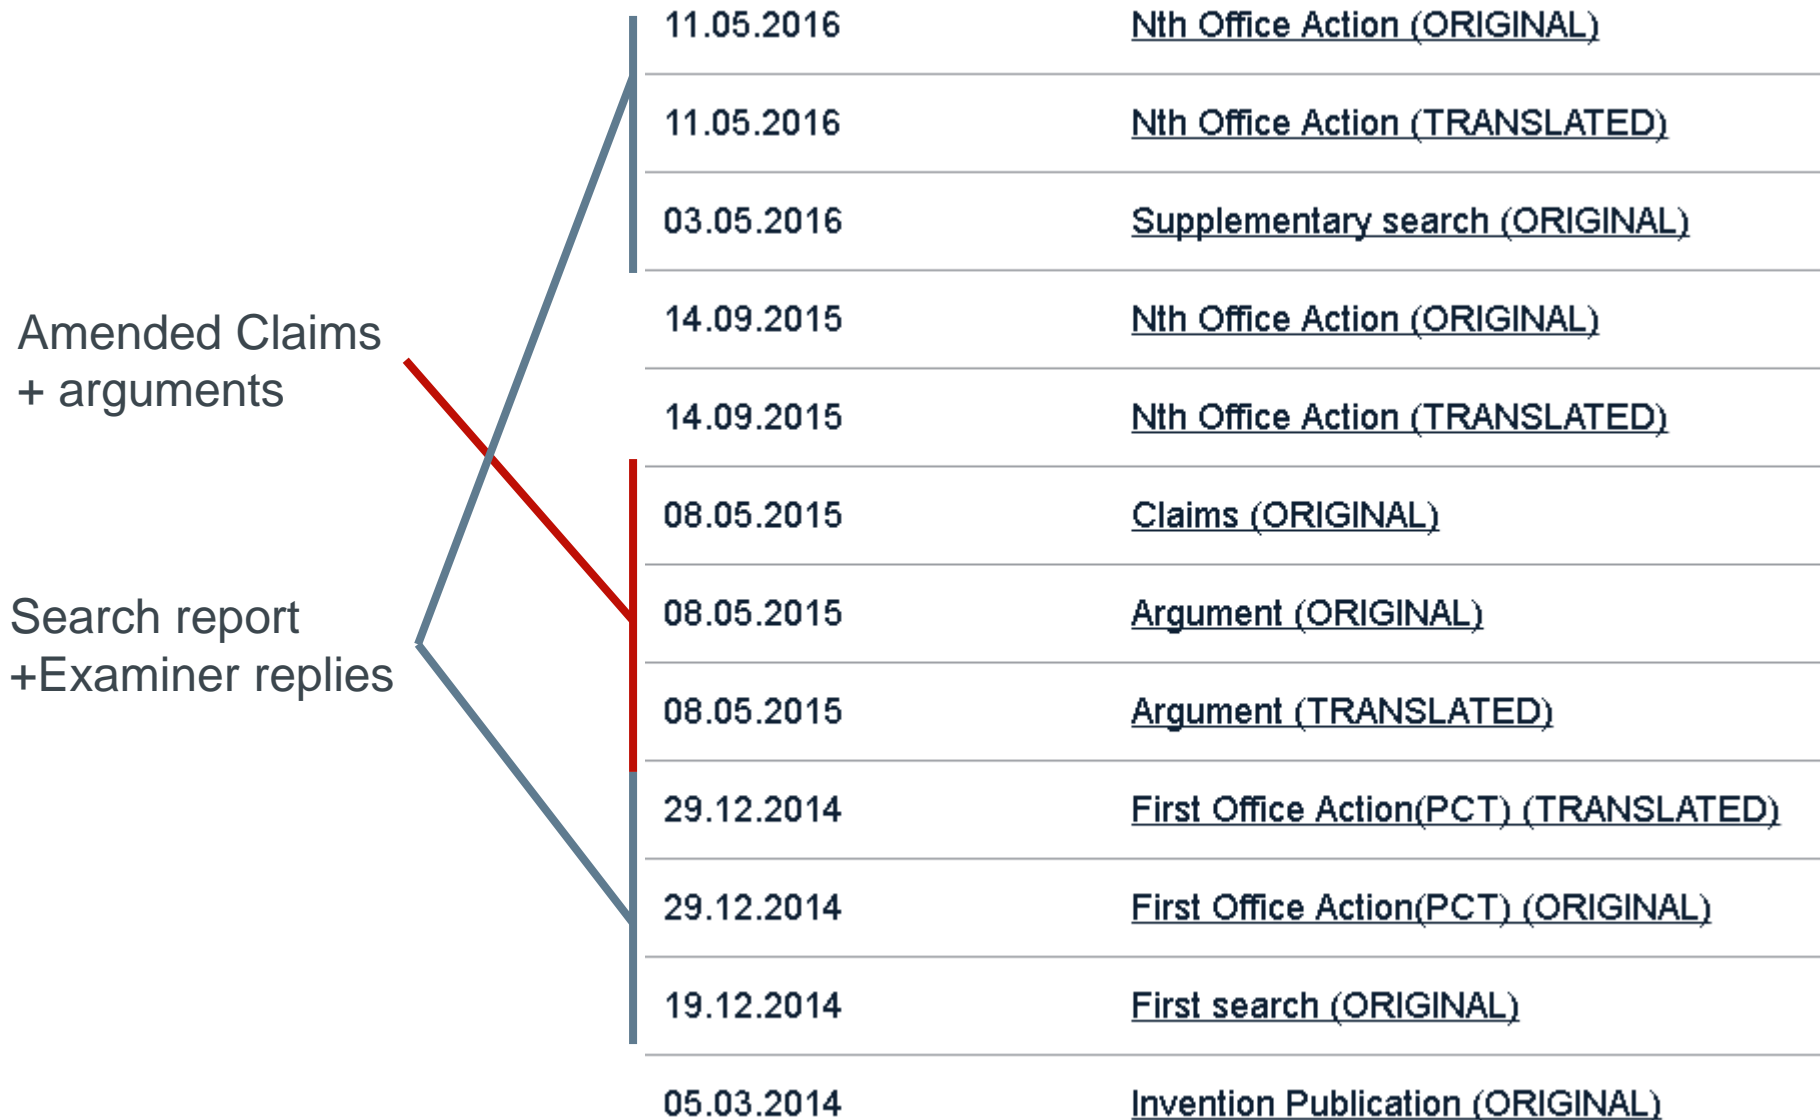 11.05.2016 Nth Office Action (ORIGINAL)
11.05.2016 Nth Office Action (TRANSLATED)
03.05.2016 Supplementary search (ORIGINAL)
14.09.2015 Nth Office Action (ORIGINAL)
14.09.2015 Nth Office Action (TRANSLATED)
08.05.2015 Claims (ORIGINAL)
08.05.2015 Argument (ORIGINAL)
08.05.2015 Argument (TRANSLATED)
29.12.2014 First Office Action(PCT) (TRANSLATED)
29.12.2014 First Office Action(PCT) (ORIGINAL)
19.12.2014 First search (ORIGINAL)
05.03.2014 Invention Publication (ORIGINAL)
Amended Claims
+ arguments
Search report
+Examiner replies